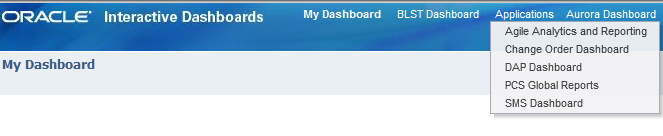 ORACLE Interactive Dashboards My Dashboard BLST Dashboard Applications Aurora Dashboard
Agile Analytics and Reporting
Change Order Dashboard
My Dashboard
DAP Dashboard
PCS Global Reports
SMS Dashboard